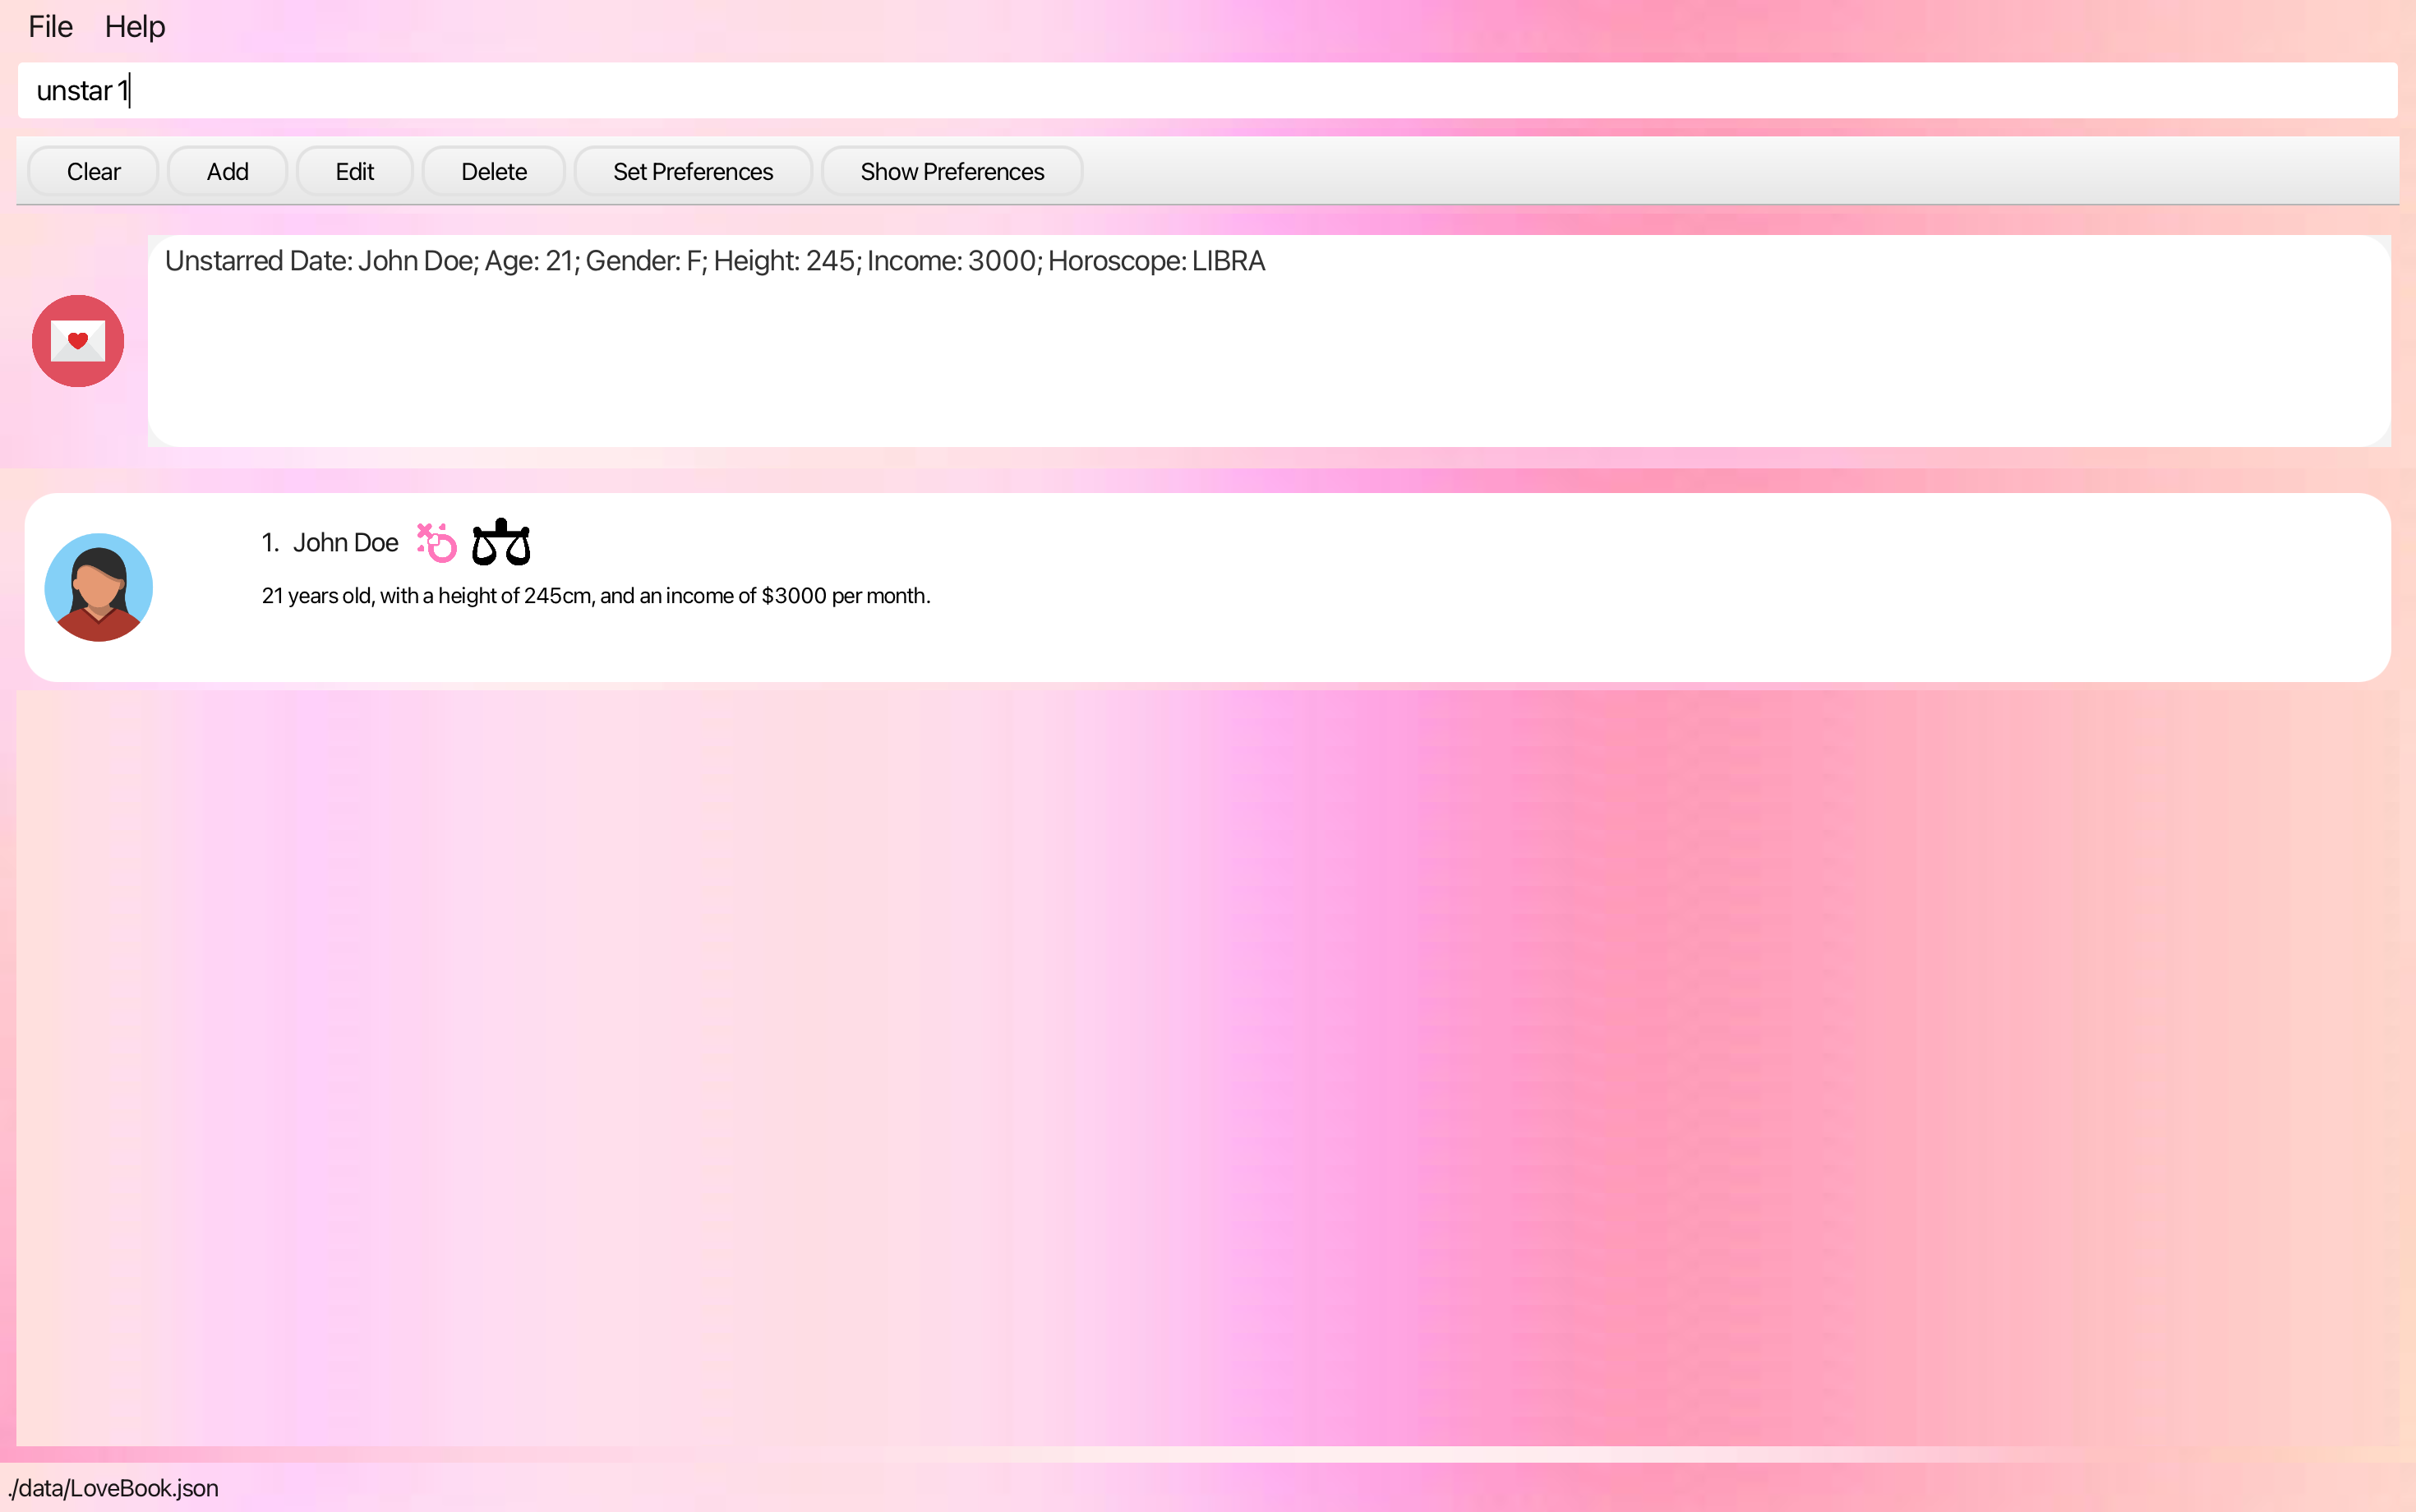 File Help
unstar 1
Clear Add Edit Delete Set Preferences Show Preferences
Unstarred Date: John Doe; Age: 21; Gender: F; Height: 245; Income: 3000; Horoscope: LIBRA
1. John Doe
21 years old, with a height of 245cm, and an income of $3000 per month.
./data/LoveBook.json